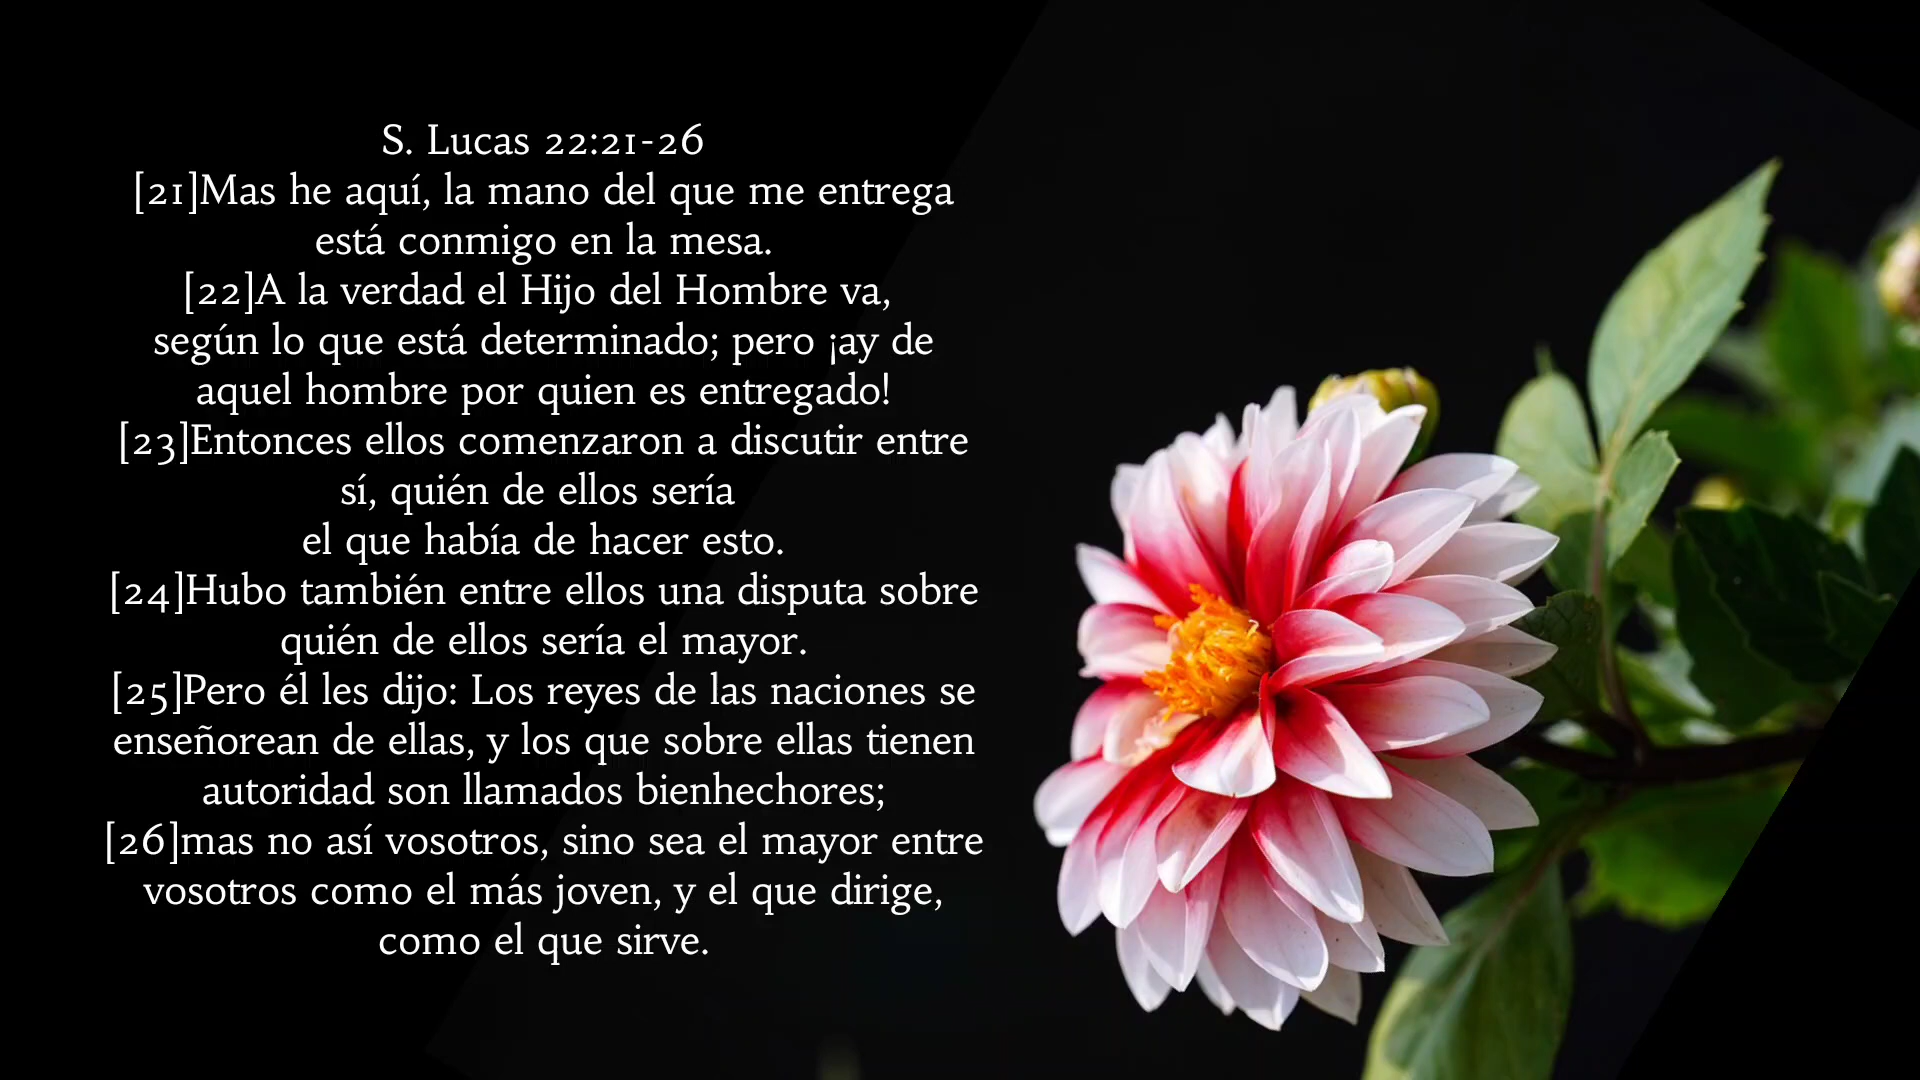 S. Lucas 22:21-26
[21]Mas he aquí, la mano del que me entrega
está conmigo en la mesa.
[22]A la verdad el Hijo del Hombre va,
según lo que está determinado; pero ¡ay de
aquel hombre por quien es entregado!
[23]Entonces ellos comenzaron a discutir entre
sí, quién de ellos sería
el que había de hacer esto.
[24]Hubo también entre ellos una disputa sobre
quién de ellos sería el mayor.
[25]Pero él les dijo: Los reyes de las naciones se
enseñorean de ellas, y los que sobre ellas tienen
autoridad son llamados bienhechores;
[26]mas no así vosotros, sino sea el mayor entre
vosotros como el más joven, y el que dirige,
como el que sirve.